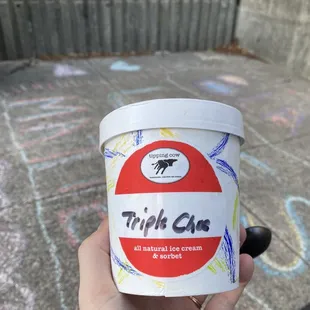 tipping cow
Triple Choc
all natural ice cream
& sorbet